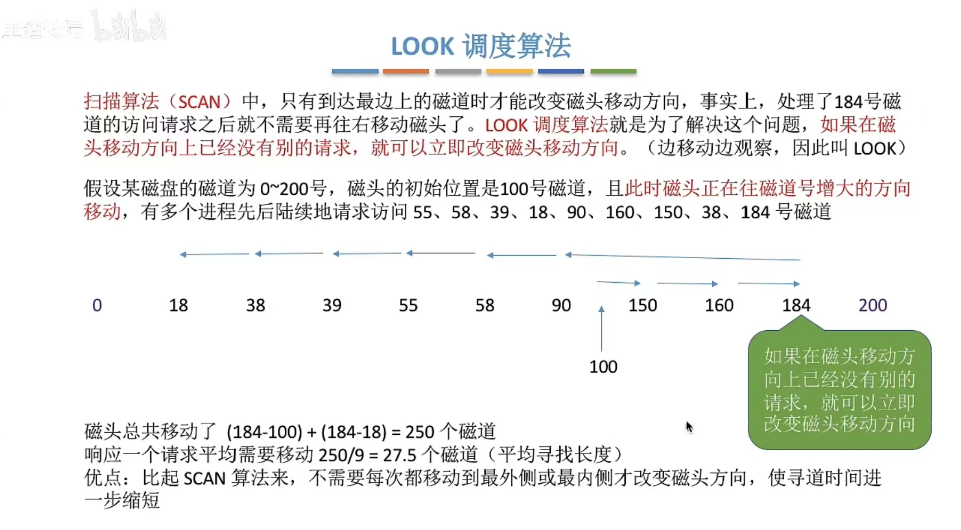 LOOK 调度算法
扫描算法（SCAN）中，只有到达最边上的磁道时才能改变磁头移动方向，事实上，处理了184号磁
道的访问请求之后就不需要再往右移动磁头了。LOOK 调度算法就是为了解决这个问题，如果在磁
头移动方向上已经没有别的请求，就可以立即改变磁头移动方向。（边移动边观察，因此叫 LOOK）
假设某磁盘的磁道为 0~200号，磁头的初始位置是100号磁道，且此时磁头正在往磁道号增大的方向
移动，有多个进程先后陆续地请求访问 55、58、39、18、90、160、150、38、184 号磁道
0 18 38 39 55 58 90 150 160 184 200
100
如果在磁头移动方
向上已经没有别的
请求，就可以立即
改变磁头移动方向
磁头总共移动了 (184-100) + (184-18) = 250 个磁道
响应一个请求平均需要移动 250/9 = 27.5 个磁道（平均寻找长度）
优点：比起 SCAN 算法来，不需要每次都移动到最外侧或最内侧才改变磁头方向，使寻道时间进
一步缩短